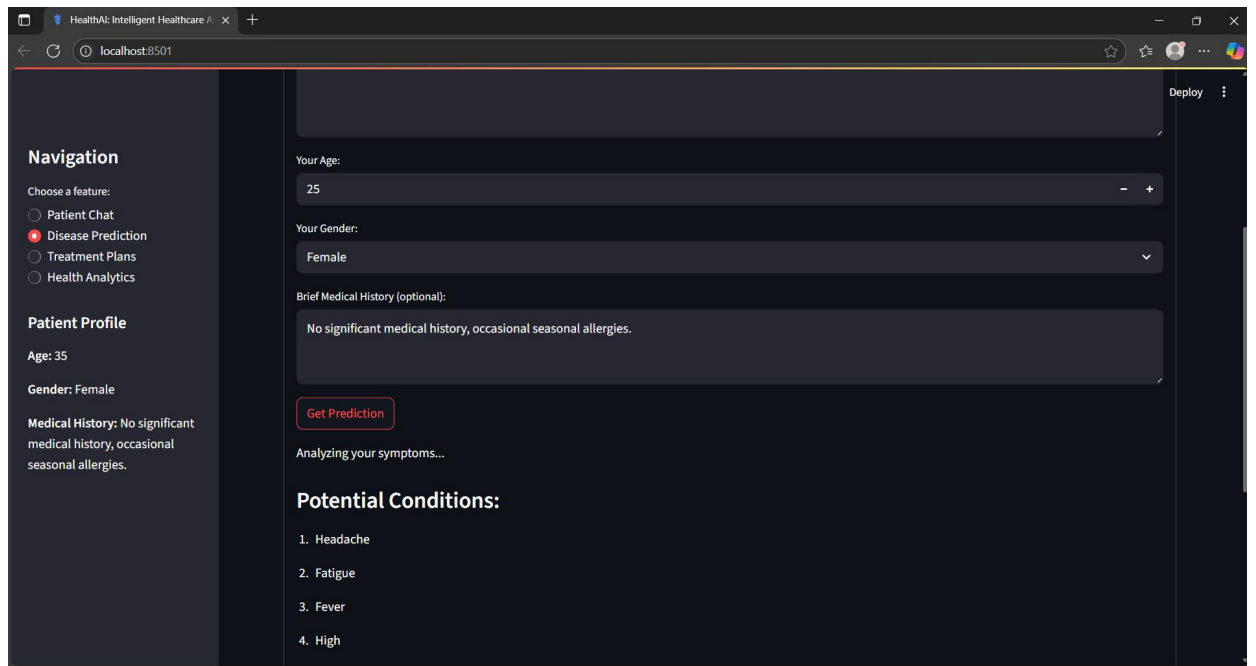 HealthAI: Intelligent Healthcare A
localhost:8501
Deploy
Navigation
Choose a feature:
Patient Chat
Disease Prediction
Treatment Plans
Health Analytics
Patient Profile
Age: 35
Gender: Female
Medical History: No significant
medical history, occasional
seasonal allergies.
Your Age:
25
Your Gender:
Female
Brief Medical History (optional):
No significant medical history, occasional seasonal allergies.
Get Prediction
Analyzing your symptoms...
Potential Conditions:
1. Headache
2. Fatigue
3. Fever
4. High